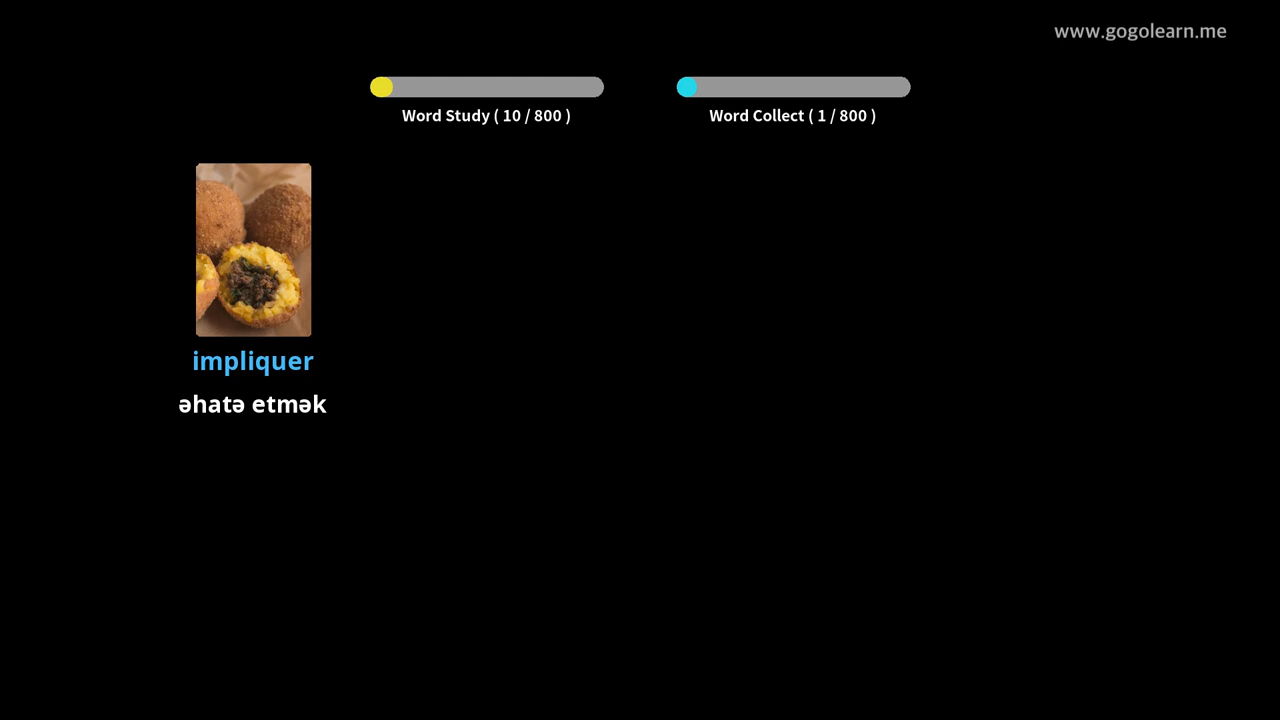 www.gogolearn.me
Word Study ( 10 / 800 )
Word Collect ( 1 / 800 )
impliquer
əhatə etmək